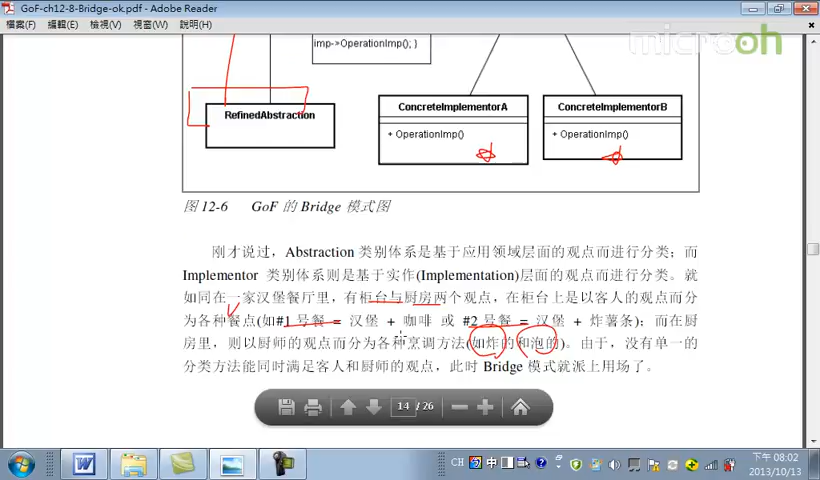 GoF-ch12-8-Bridge-ok.pdf - Adobe Reader
檔案(F) 編輯(E) 檢視(V) 視窗(W) 說明(H)
microoh
imp->OperationImp(); }
RefinedAbstraction
ConcreteImplementorA
+ OperationImp()
ConcreteImplementorB
+ OperationImp()
图 12-6 GoF 的 Bridge 模式图
刚才说过，Abstraction 类别体系是基于应用领域层面的观点而进行分类；而
Implementor 类别体系则是基于实作(Implementation)层面的观点而进行分类。就
如同在一家汉堡餐厅里，有柜台与厨房两个观点，在柜台上是以客人的观点而分
为各种餐点(如#1 号餐 = 汉堡 + 咖啡 或 #2 号餐 = 汉堡 + 炸薯条)；而在厨
房里，则以厨师的观点而分为各种烹调方法(如炸的和泡的)。由于，没有单一的
分类方法能同时满足客人和厨师的观点，此时 Bridge 模式就派上用场了。
14 / 26
CH 中
下午 08:02
2013/10/13